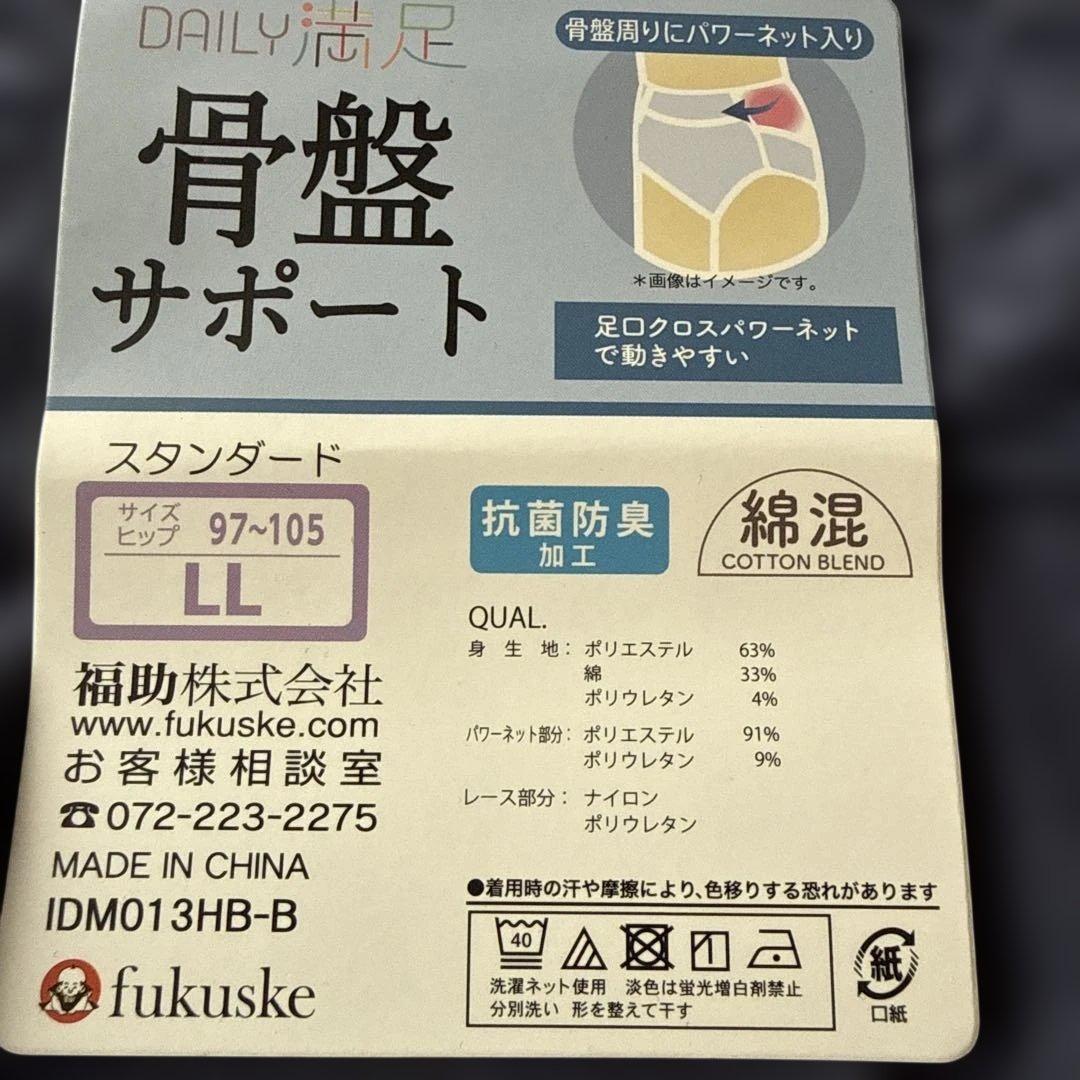 DAILY満足
骨盤
サポート
骨盤周りにパワーネット入り
＊画像はイメージです。
足口クロスパワーネット
で動きやすい
スタンダード
サイズ
ヒップ 97~105
LL
福助株式会社
www.fukuske.com
お客様相談室
☎072-223-2275
MADE IN CHINA
IDM013HB-B
fukuske
抗菌防臭
加工
綿混
COTTON BLEND
QUAL.
身生地： ポリエステル 63%
綿 33%
ポリウレタン 4%
パワーネット部分： ポリエステル 91%
ポリウレタン 9%
レース部分： ナイロン
ポリウレタン
●着用時の汗や摩擦により、色移りする恐れがあります
40
洗濯ネット使用 淡色は蛍光増白剤禁止
分別洗い 形を整えて干す
紙
口紙